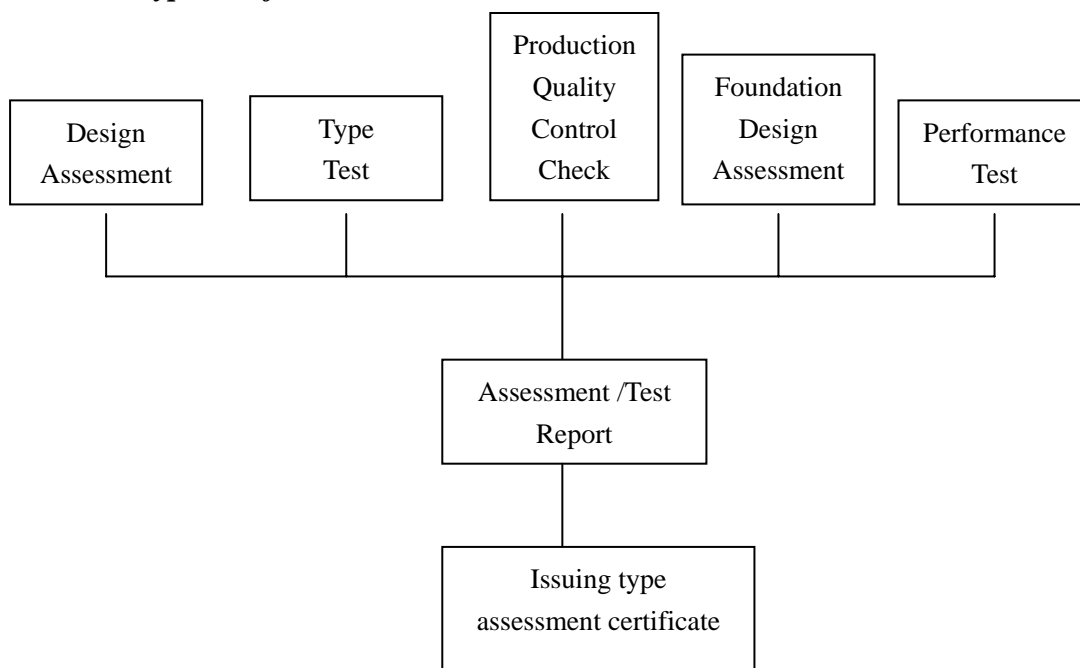 Design
Assessment
Type
Test
Production
Quality
Control
Check
Foundation
Design
Assessment
Performance
Test
Assessment /Test
Report
Issuing type
assessment certificate